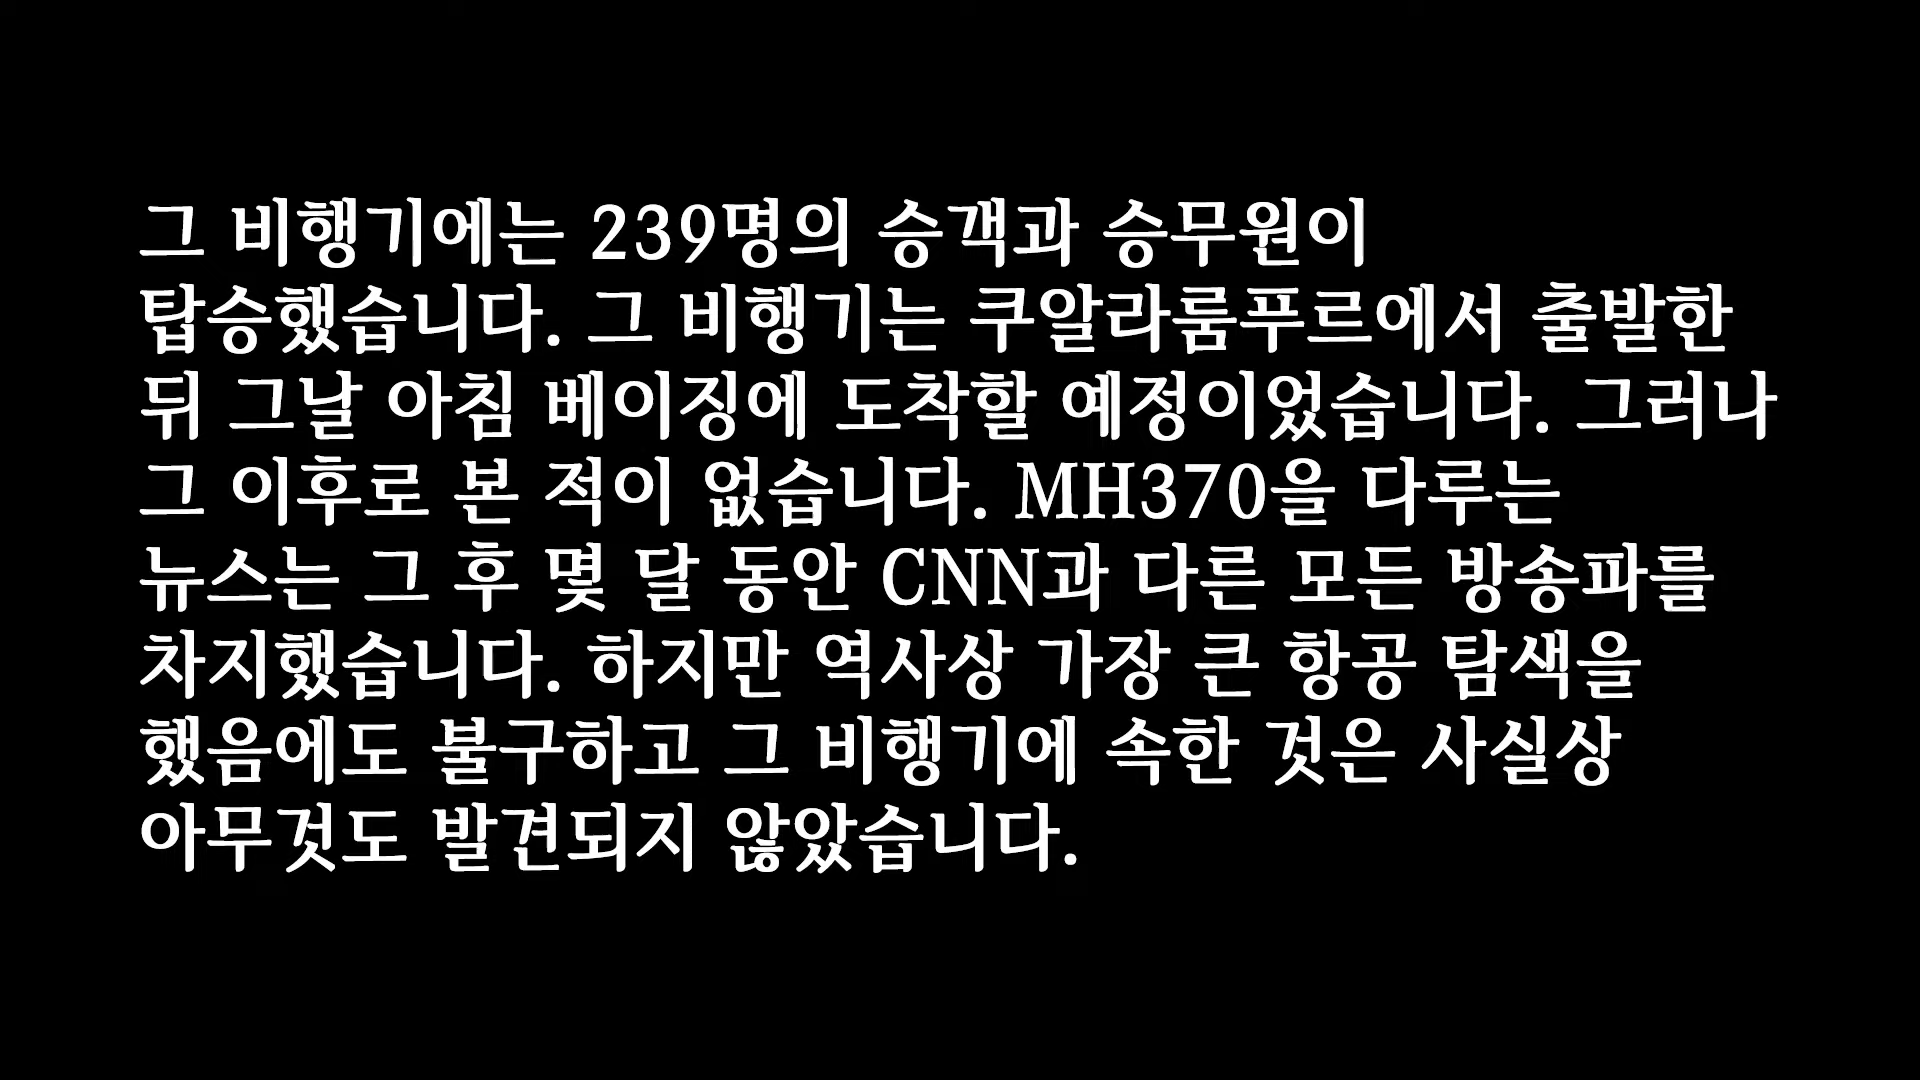 그 비행기에는 239명의 승객과 승무원이
탑승했습니다. 그 비행기는 쿠알라룸푸르에서 출발한
뒤 그날 아침 베이징에 도착할 예정이었습니다. 그러나
그 이후로 본 적이 없습니다. MH370을 다루는
뉴스는 그 후 몇 달 동안 CNN과 다른 모든 방송파를
차지했습니다. 하지만 역사상 가장 큰 항공 탐색을
했음에도 불구하고 그 비행기에 속한 것은 사실상
아무것도 발견되지 않았습니다.